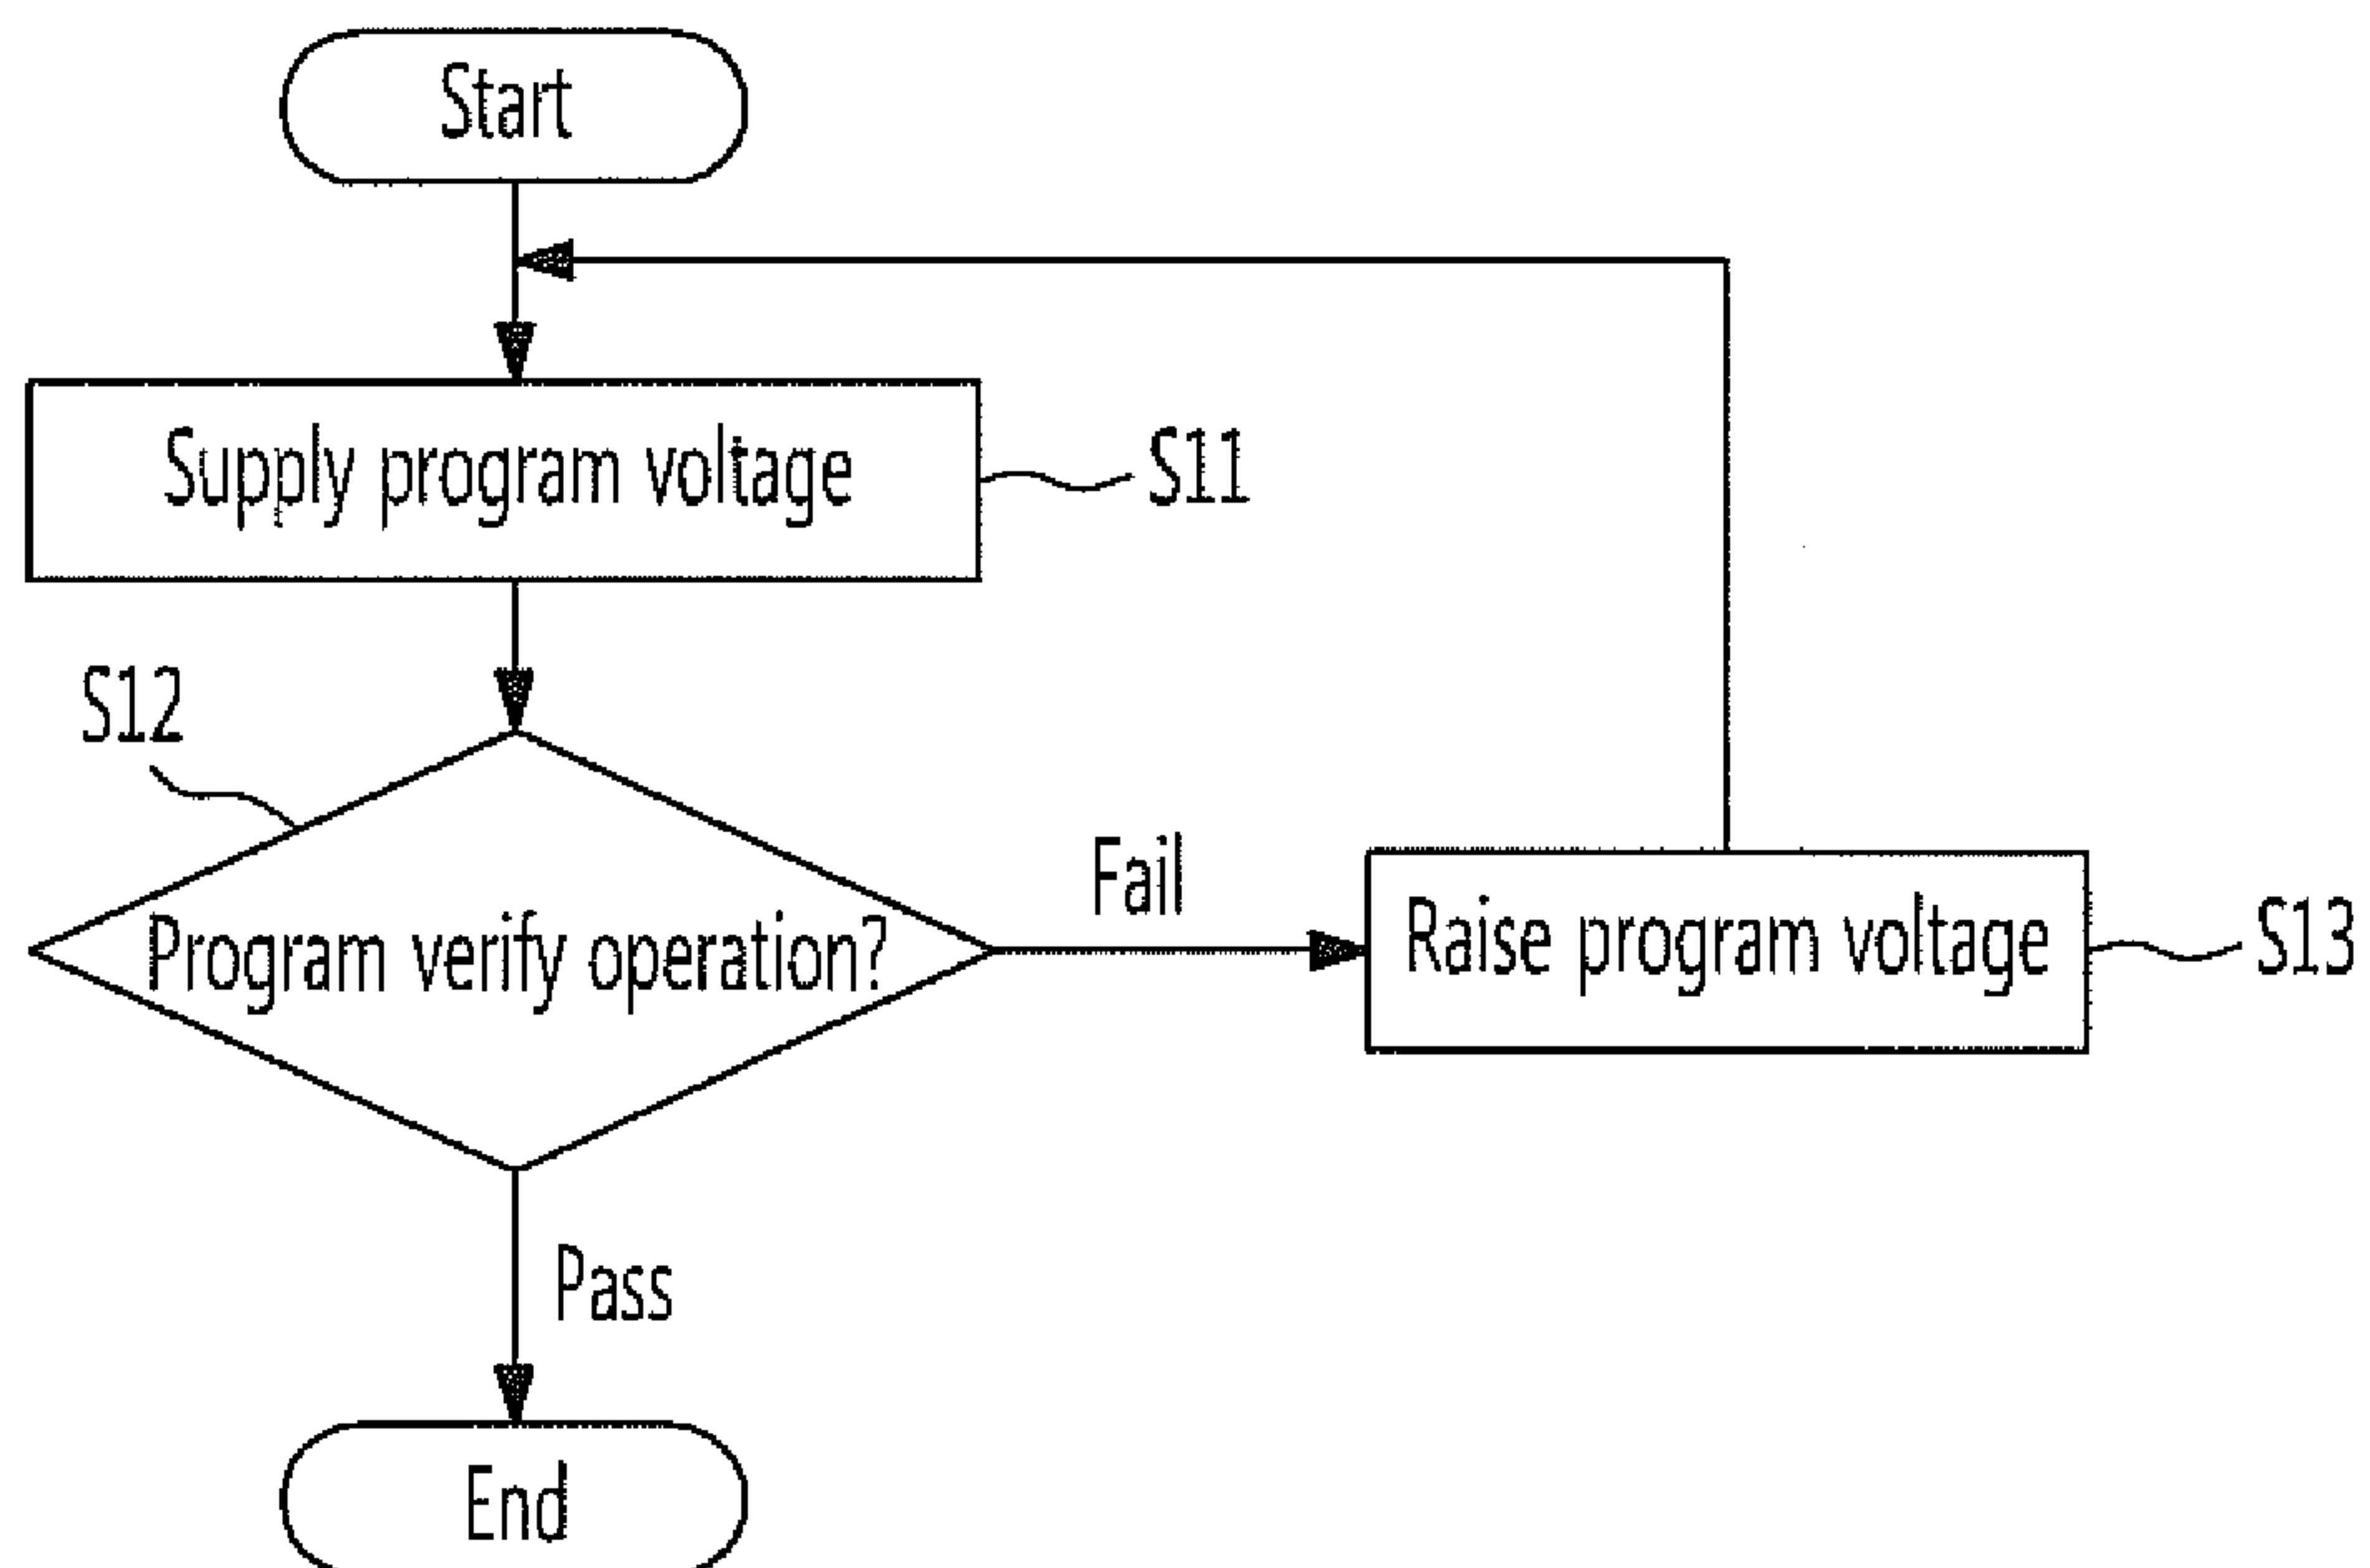 Start
Supply program voltage
S11
S12
Program verify operation?
Fail
Raise program voltage
S13
Pass
End